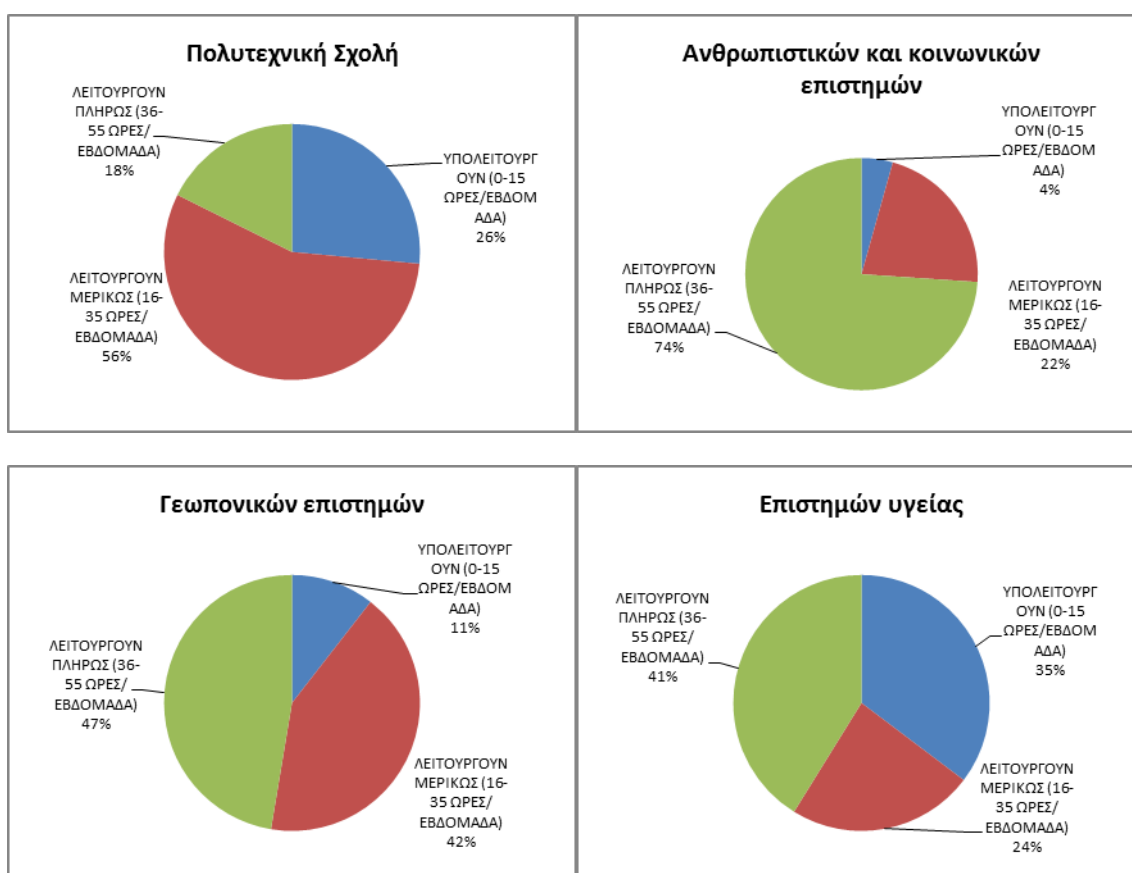 Πολυτεχνική Σχολή
ΛΕΙΤΟΥΡΓΟΥΝ
ΠΛΗΡΩΣ (36-
55 ΩΡΕΣ/
ΕΒΔΟΜΑΔΑ)
18%
ΥΠΟΛΕΙΤΟΥΡΓ
ΟΥΝ (0-15
ΩΡΕΣ/ΕΒΔΟΜ
ΑΔΑ)
26%
ΛΕΙΤΟΥΡΓΟΥΝ
ΜΕΡΙΚΩΣ (16-
35 ΩΡΕΣ/
ΕΒΔΟΜΑΔΑ)
56%
Ανθρωπιστικών και κοινωνικών
επιστημών
ΥΠΟΛΕΙΤΟΥΡΓ
ΟΥΝ (0-15
ΩΡΕΣ/ΕΒΔΟΜ
ΑΔΑ)
4%
ΛΕΙΤΟΥΡΓΟΥΝ
ΠΛΗΡΩΣ (36-
55 ΩΡΕΣ/
ΕΒΔΟΜΑΔΑ)
74%
ΛΕΙΤΟΥΡΓΟΥΝ
ΜΕΡΙΚΩΣ (16-
35 ΩΡΕΣ/
ΕΒΔΟΜΑΔΑ)
22%
Γεωπονικών επιστημών
ΥΠΟΛΕΙΤΟΥΡΓ
ΟΥΝ (0-15
ΩΡΕΣ/ΕΒΔΟΜ
ΑΔΑ)
11%
ΛΕΙΤΟΥΡΓΟΥΝ
ΠΛΗΡΩΣ (36-
55 ΩΡΕΣ/
ΕΒΔΟΜΑΔΑ)
47%
ΛΕΙΤΟΥΡΓΟΥΝ
ΜΕΡΙΚΩΣ (16-
35 ΩΡΕΣ/
ΕΒΔΟΜΑΔΑ)
42%
Επιστημών υγείας
ΛΕΙΤΟΥΡΓΟΥΝ
ΠΛΗΡΩΣ (36-
55 ΩΡΕΣ/
ΕΒΔΟΜΑΔΑ)
41%
ΥΠΟΛΕΙΤΟΥΡΓ
ΟΥΝ (0-15
ΩΡΕΣ/ΕΒΔΟΜ
ΑΔΑ)
35%
ΛΕΙΤΟΥΡΓΟΥΝ
ΜΕΡΙΚΩΣ (16-
35 ΩΡΕΣ/
ΕΒΔΟΜΑΔΑ)
24%